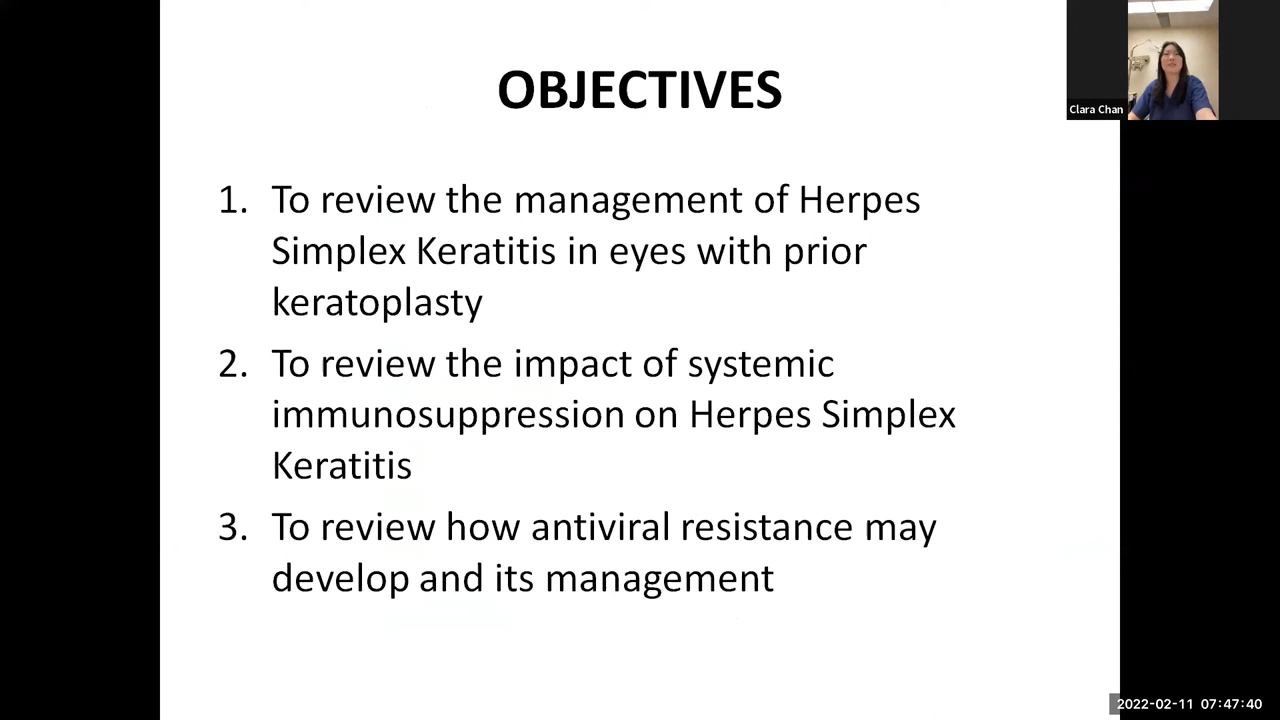 OBJECTIVES
1. To review the management of Herpes
Simplex Keratitis in eyes with prior
keratoplasty
2. To review the impact of systemic
immunosuppression on Herpes Simplex
Keratitis
3. To review how antiviral resistance may
develop and its management
Clara Chan
2022-02-11 07:47:40